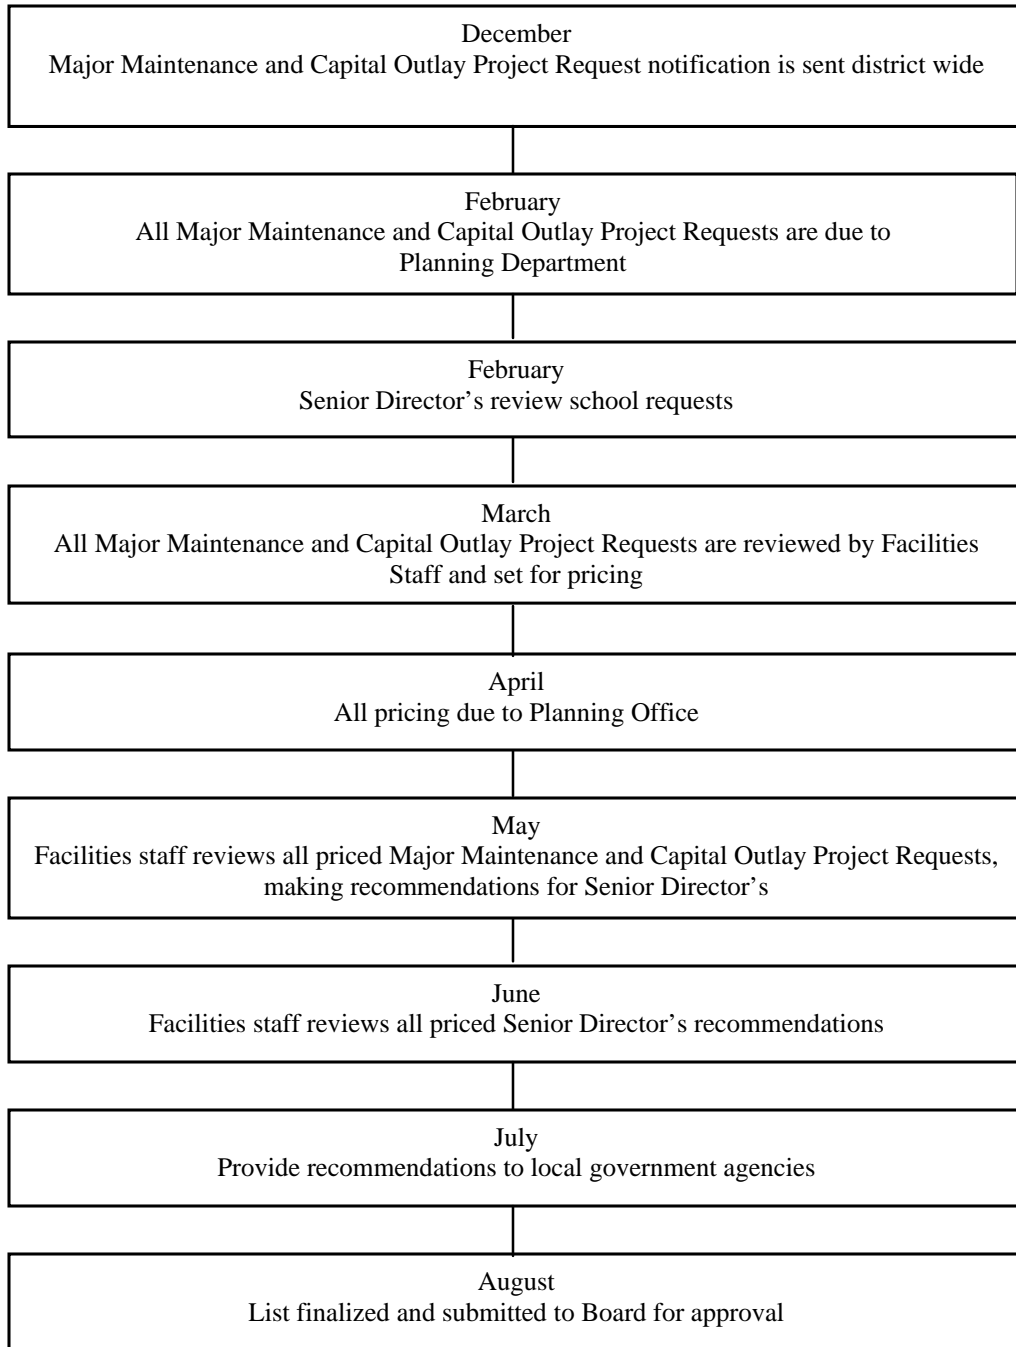 December
Major Maintenance and Capital Outlay Project Request notification is sent district wide
February
All Major Maintenance and Capital Outlay Project Requests are due to
Planning Department
February
Senior Director’s review school requests
March
All Major Maintenance and Capital Outlay Project Requests are reviewed by Facilities
Staff and set for pricing
April
All pricing due to Planning Office
May
Facilities staff reviews all priced Major Maintenance and Capital Outlay Project Requests,
making recommendations for Senior Director’s
June
Facilities staff reviews all priced Senior Director’s recommendations
July
Provide recommendations to local government agencies
August
List finalized and submitted to Board for approval